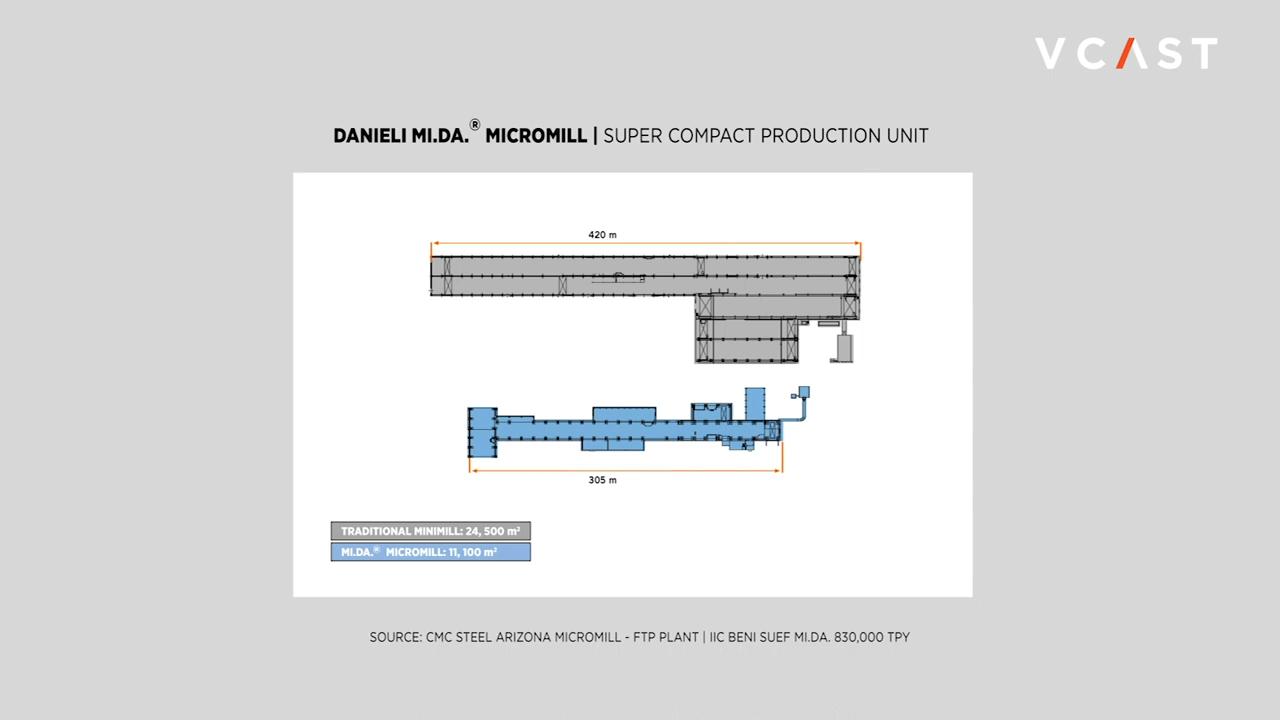 VCAST
DANIELI MI.DA.® MICROMILL | SUPER COMPACT PRODUCTION UNIT
420 m
305 m
TRADITIONAL MINIMILL: 24, 500 m²
MI.DA.® MICROMILL: 11, 100 m²
SOURCE: CMC STEEL ARIZONA MICROMILL - FTP PLANT | IIC BENI SUEF MI.DA. 830,000 TPY